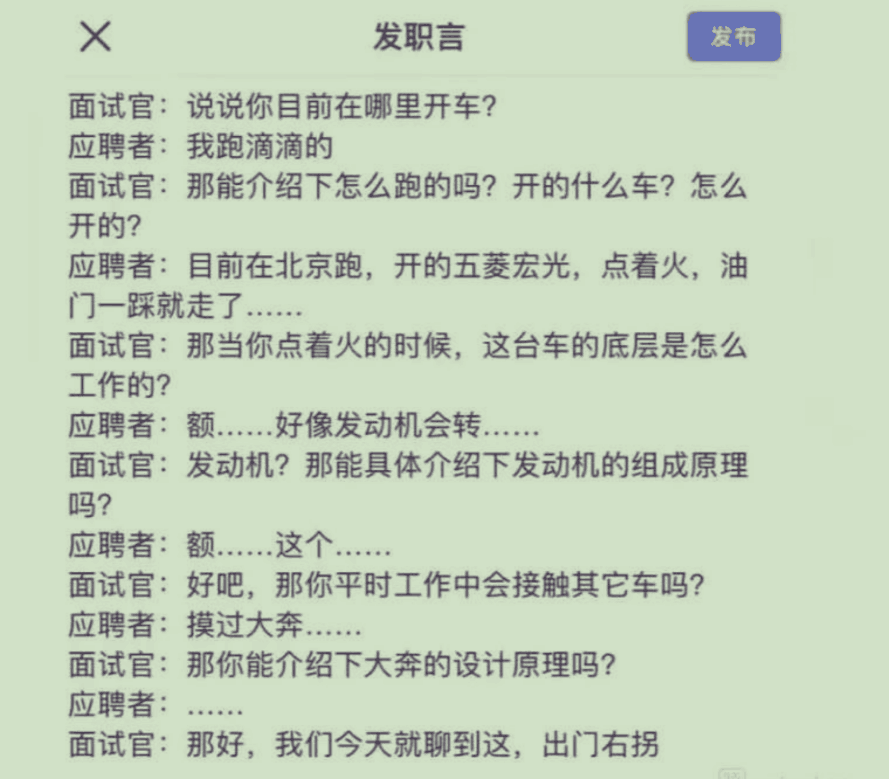 发职言
发布
面试官：说说你目前在哪里开车？
应聘者：我跑滴滴的
面试官：那能介绍下怎么跑的吗？开的什么车？怎么
开的？
应聘者：目前在北京跑，开的五菱宏光，点着火，油
门一踩就走了……
面试官：那当你点着火的时候，这台车的底层是怎么
工作的？
应聘者：额……好像发动机会转……
面试官：发动机？那能具体介绍下发动机的组成原理
吗？
应聘者：额……这个……
面试官：好吧，那你平时工作中会接触其它车吗？
应聘者：摸过大奔……
面试官：那你能介绍下大奔的设计原理吗？
应聘者：……
面试官：那好，我们今天就聊到这，出门右拐